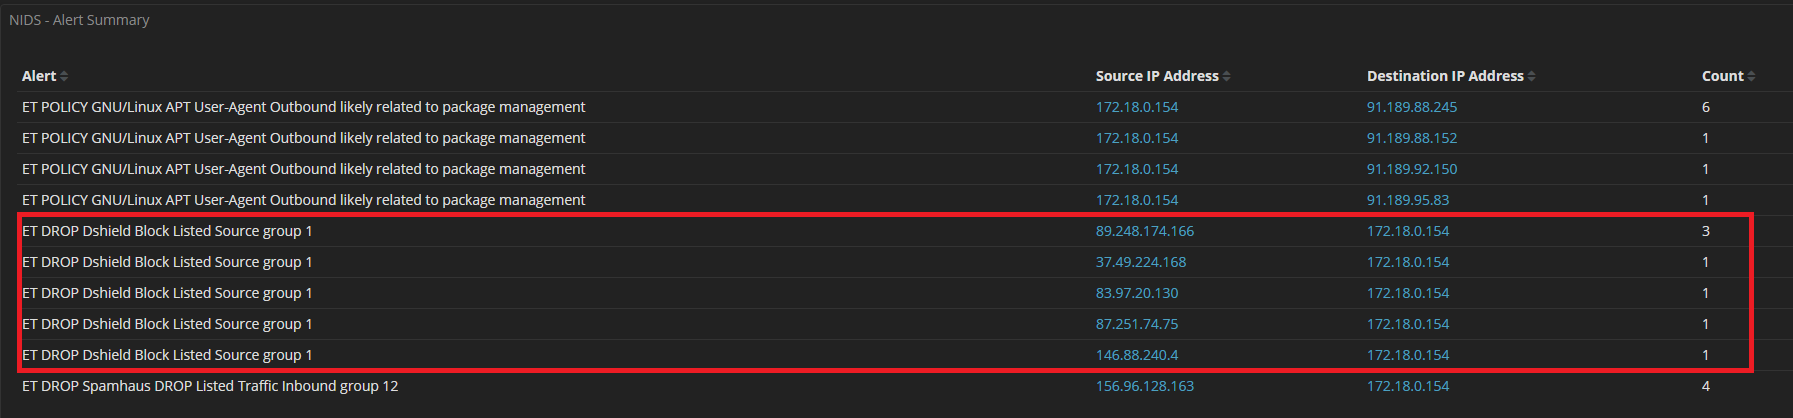 NIDS - Alert Summary
Alert Source IP Address Destination IP Address Count
ET POLICY GNU/Linux APT User-Agent Outbound likely related to package management 172.18.0.154 91.189.88.245 6
ET POLICY GNU/Linux APT User-Agent Outbound likely related to package management 172.18.0.154 91.189.88.152 1
ET POLICY GNU/Linux APT User-Agent Outbound likely related to package management 172.18.0.154 91.189.92.150 1
ET POLICY GNU/Linux APT User-Agent Outbound likely related to package management 172.18.0.154 91.189.95.83 1
ET DROP Dshield Block Listed Source group 1 89.248.174.166 172.18.0.154 3
ET DROP Dshield Block Listed Source group 1 37.49.224.168 172.18.0.154 1
ET DROP Dshield Block Listed Source group 1 83.97.20.130 172.18.0.154 1
ET DROP Dshield Block Listed Source group 1 87.251.74.75 172.18.0.154 1
ET DROP Dshield Block Listed Source group 1 146.88.240.4 172.18.0.154 1
ET DROP Spamhaus DROP Listed Traffic Inbound group 12 156.96.128.163 172.18.0.154 4